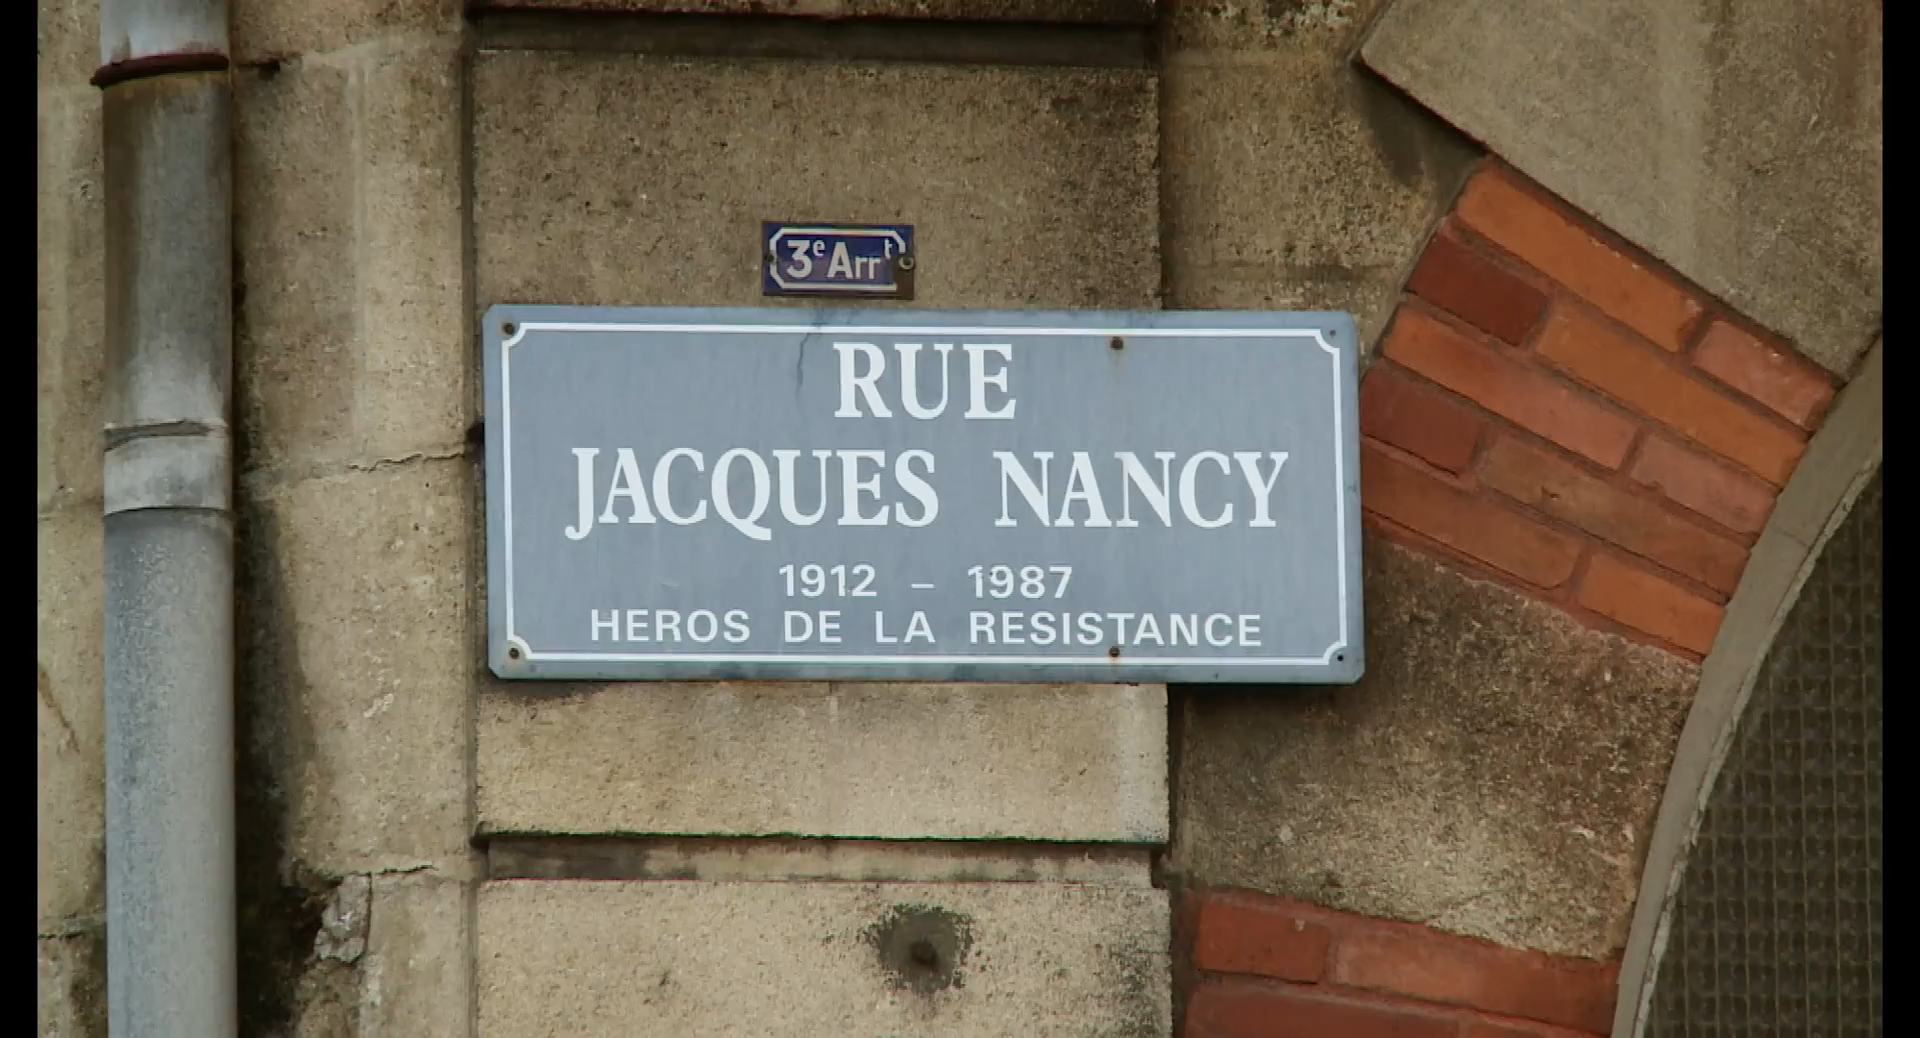 3e Arrt
RUE
JACQUES NANCY
1912 – 1987
HEROS DE LA RESISTANCE